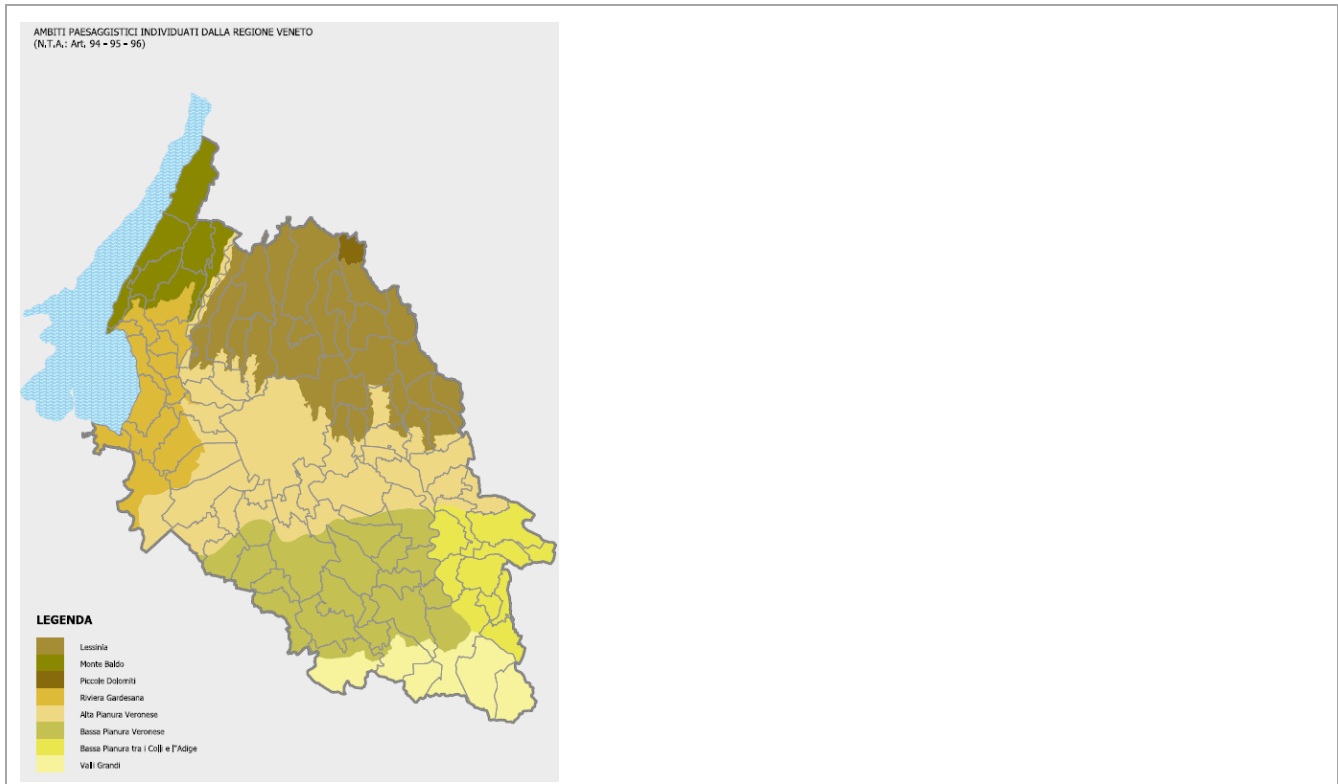 AMBITI PAESAGGISTICI INDIVIDUATI DALLA REGIONE VENETO
(N.T.A.: Art. 94 - 95 - 96)
LEGENDA
Lessinia
Monte Baldo
Piccole Dolomiti
Riviera Gardesana
Alta Pianura Veronese
Bassa Pianura Veronese
Bassa Pianura tra i Colli e l"Adige
Valli Grandi